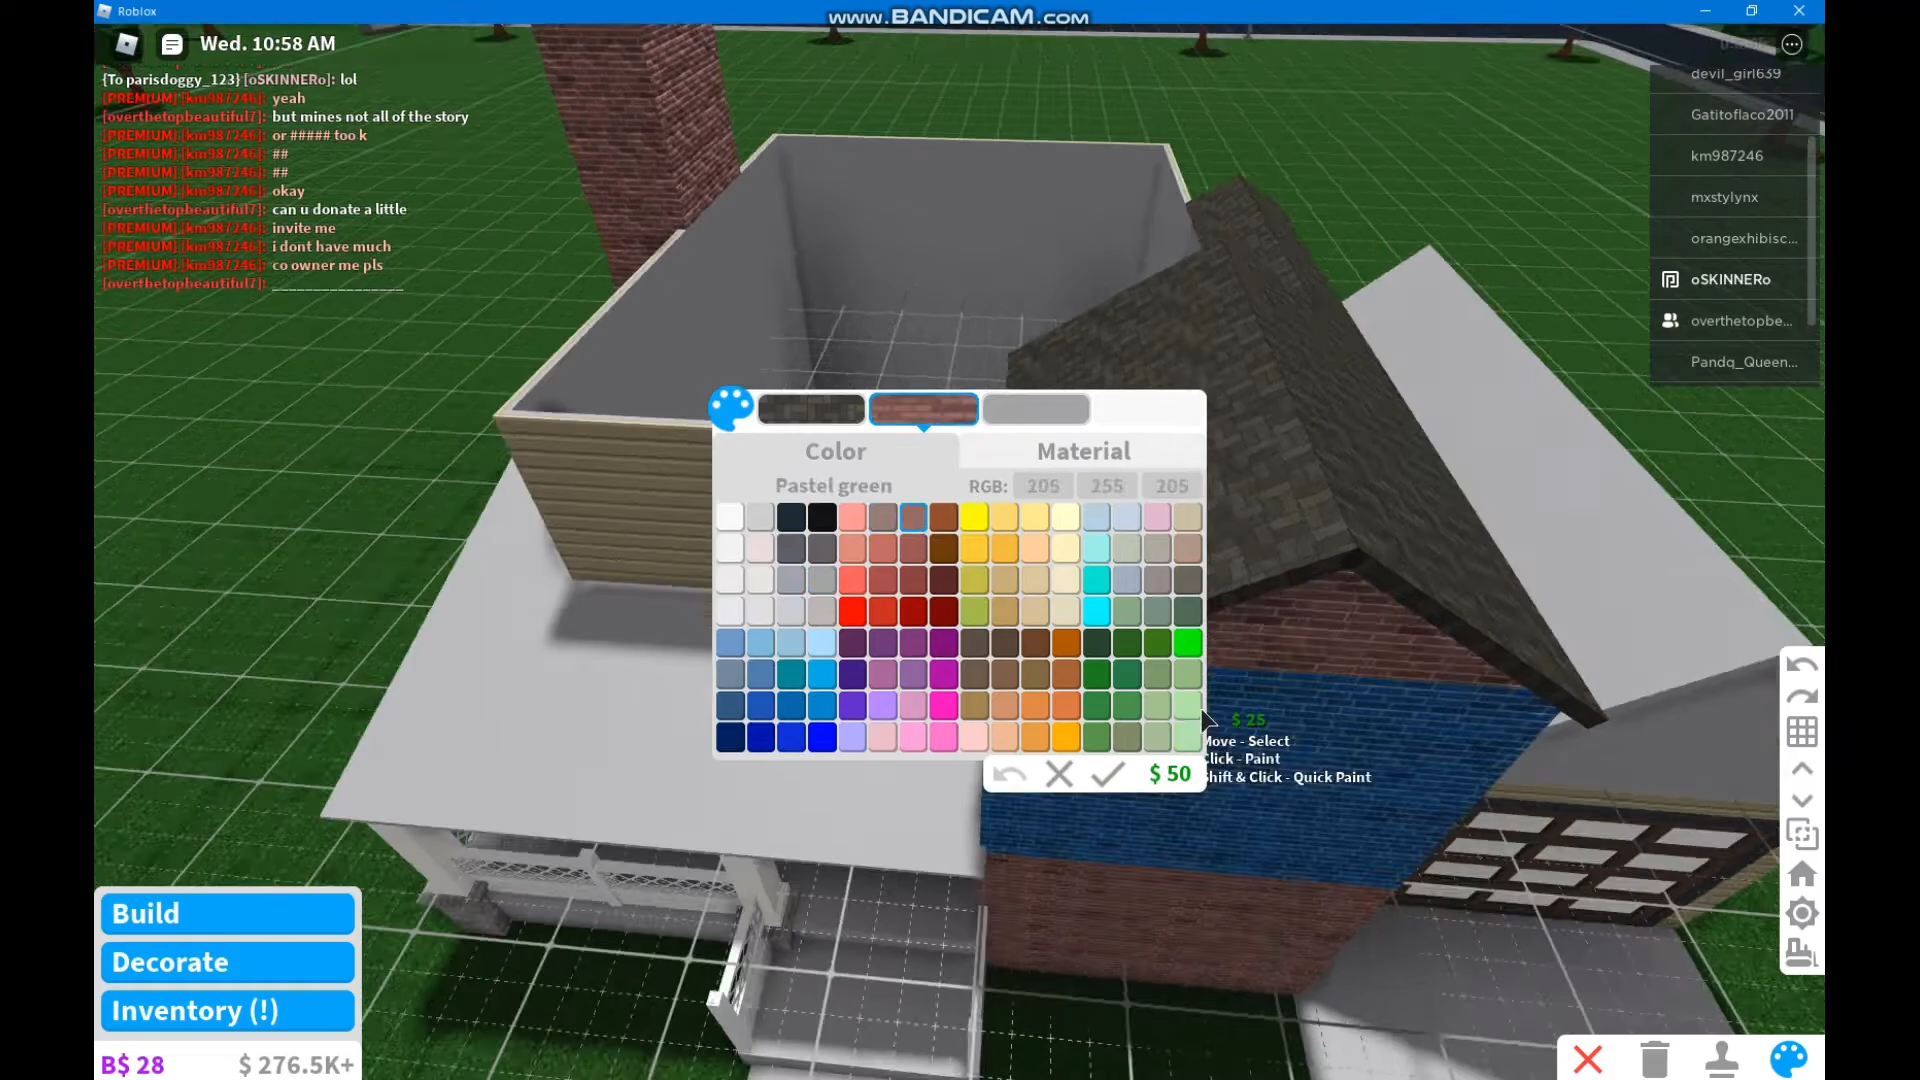 Roblox
www.BANDICAM.com
Wed. 10:58 AM
{To parisdoggy_123} [oSKINNERo]: lol
[PREMIUM] [km987246]: yeah
[overthetopbeautiful7]: but mines not all of the story
[PREMIUM] [km987246]: or ##### too k
[PREMIUM] [km987246]: ##
[PREMIUM] [km987246]: ##
[PREMIUM] [km987246]: okay
[overthetopbeautiful7]: can u donate a little
[PREMIUM] [km987246]: invite me
[PREMIUM] [km987246]: i dont have much
[PREMIUM] [km987246]: co owner me pls
[overthetopbeautiful7]: ________________
devil_girl639
Gatitoflaco2011
km987246
mxstylynx
orangexhibisc...
oSKINNERo
overthetopbe...
Pandq_Queen...
Color
Material
Pastel green
RGB: 205 255 205
$ 25
Move - Select
Click - Paint
Shift & Click - Quick Paint
$ 50
Build
Decorate
Inventory (!)
B$ 28
$ 276.5K+